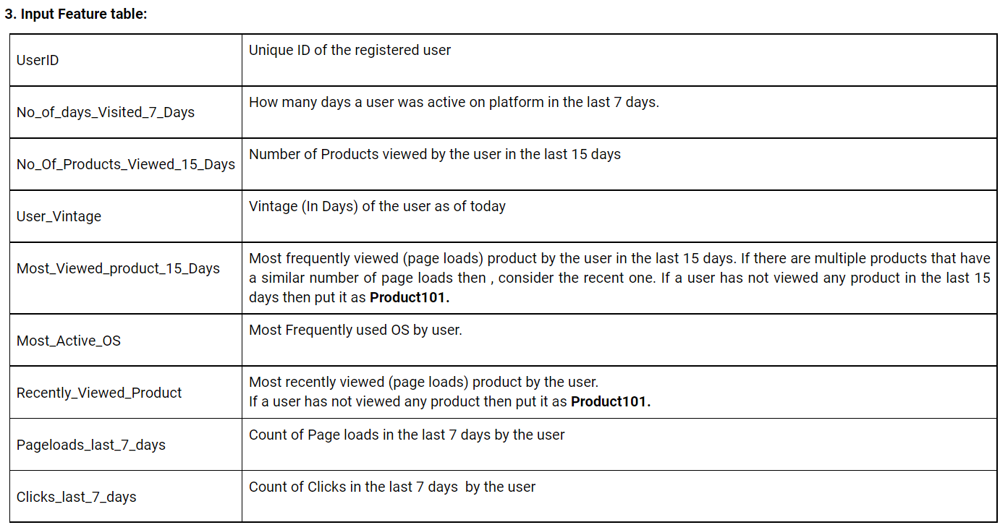 3. Input Feature table:
UserID
Unique ID of the registered user
No_of_days_Visited_7_Days
How many days a user was active on platform in the last 7 days.
No_Of_Products_Viewed_15_Days
Number of Products viewed by the user in the last 15 days
User_Vintage
Vintage (In Days) of the user as of today
Most_Viewed_product_15_Days
Most frequently viewed (page loads) product by the user in the last 15 days. If there are multiple products that have
a similar number of page loads then , consider the recent one. If a user has not viewed any product in the last 15
days then put it as Product101.
Most_Active_OS
Most Frequently used OS by user.
Recently_Viewed_Product
Most recently viewed (page loads) product by the user.
If a user has not viewed any product then put it as Product101.
Pageloads_last_7_days
Count of Page loads in the last 7 days by the user
Clicks_last_7_days
Count of Clicks in the last 7 days  by the user